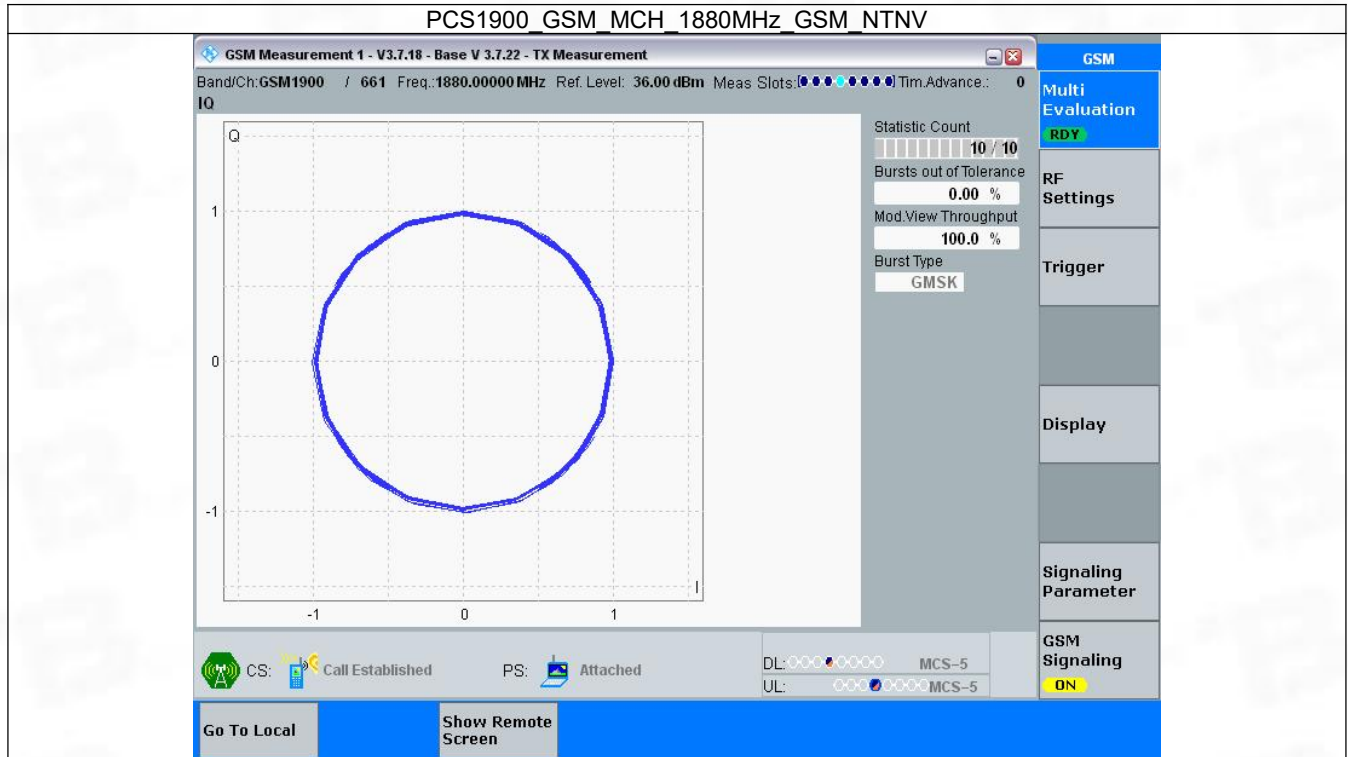 PCS1900_GSM_MCH_1880MHz_GSM_NTNV
GSM Measurement 1 - V3.7.18 - Base V 3.7.22 - TX Measurement
GSM
Band/Ch:GSM1900 / 661 Freq.:1880.00000 MHz Ref. Level: 36.00 dBm Meas Slots: Tim.Advance.: 0
IQ
Multi
Evaluation
RDY
Q
Statistic Count
10 / 10
Bursts out of Tolerance
0.00 %
Mod.View Throughput
100.0 %
Burst Type
GMSK
RF
Settings
Trigger
1
0
-1
I
-1 0 1
Display
Signaling
Parameter
CS: Call Established PS: Attached
DL: MCS-5
UL: MCS-5
GSM
Signaling
ON
Go To Local
Show Remote
Screen